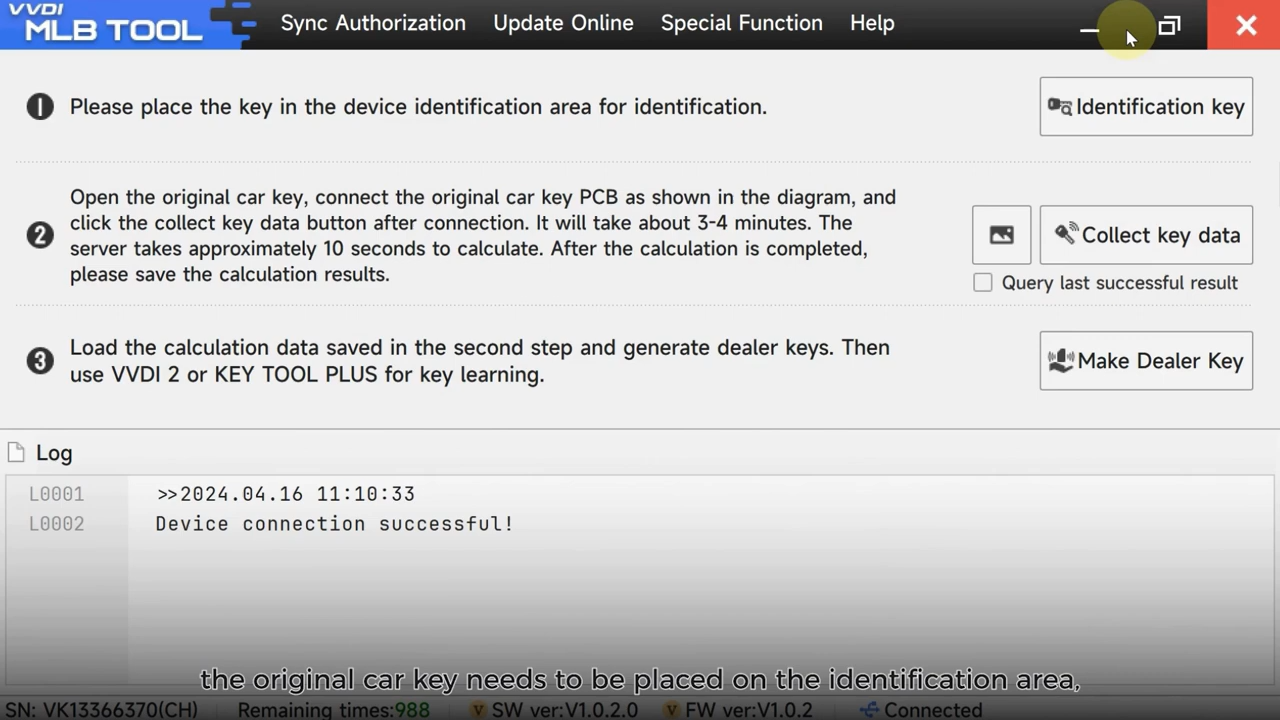 VVDI
MLB TOOL
Sync Authorization Update Online Special Function Help
1 Please place the key in the device identification area for identification.
Identification key
Open the original car key, connect the original car key PCB as shown in the diagram, and
2 click the collect key data button after connection. It will take about 3-4 minutes. The
server takes approximately 10 seconds to calculate. After the calculation is completed,
please save the calculation results.
Collect key data
Query last successful result
3 Load the calculation data saved in the second step and generate dealer keys. Then
use VVDI 2 or KEY TOOL PLUS for key learning.
Make Dealer Key
Log
L0001 >>2024.04.16 11:10:33
L0002 Device connection successful!
the original car key needs to be placed on the identification area,
SN: VK13366370(CH) Remaining times:988 V SW ver:V1.0.2.0 V FW ver:V1.0.2 Connected